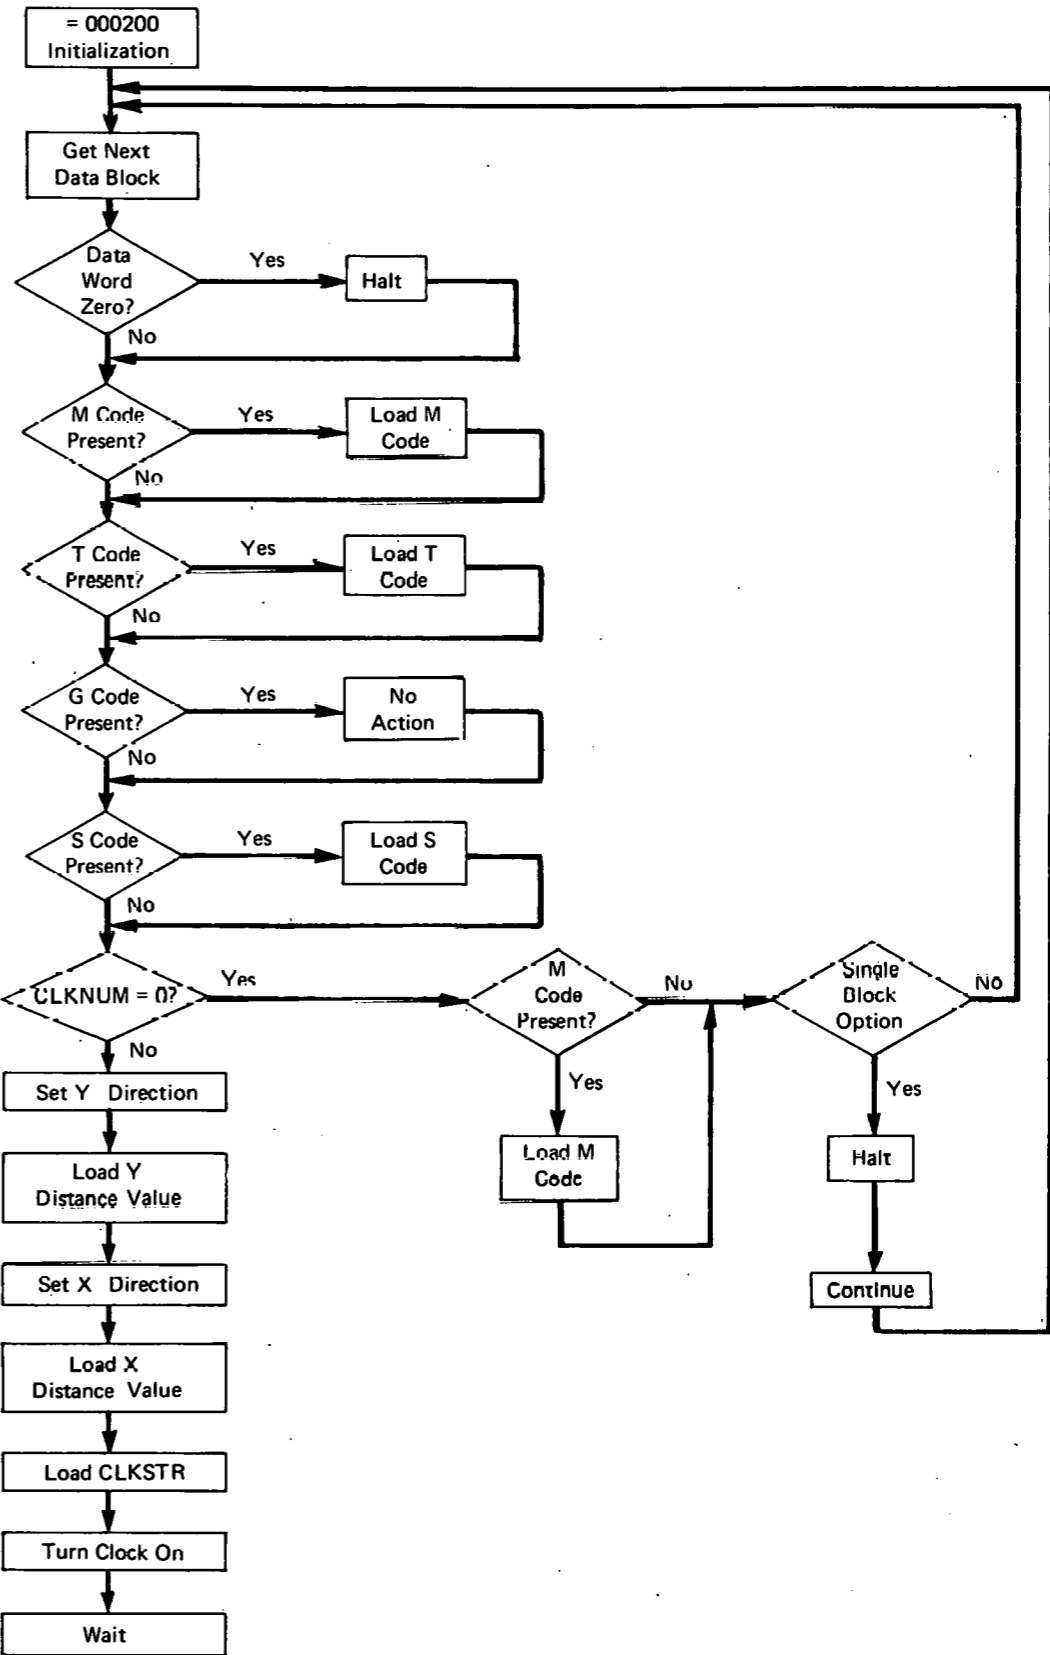 = 000200
Initialization
Get Next
Data Block
Data
Word
Zero?
Yes
Halt
No
M Code
Present?
Yes
Load M
Code
No
T Code
Present?
Yes
Load T
Code
No
G Code
Present?
Yes
No
Action
No
S Code
Present?
Yes
Load S
Code
No
CLKNUM = 0?
Yes
M
Code
Present?
No
Single
Block
Option
No
No
Yes
Yes
Set Y Direction
Load M
Code
Halt
Load Y
Distance Value
Set X Direction
Continue
Load X
Distance Value
Load CLKSTR
Turn Clock On
Wait